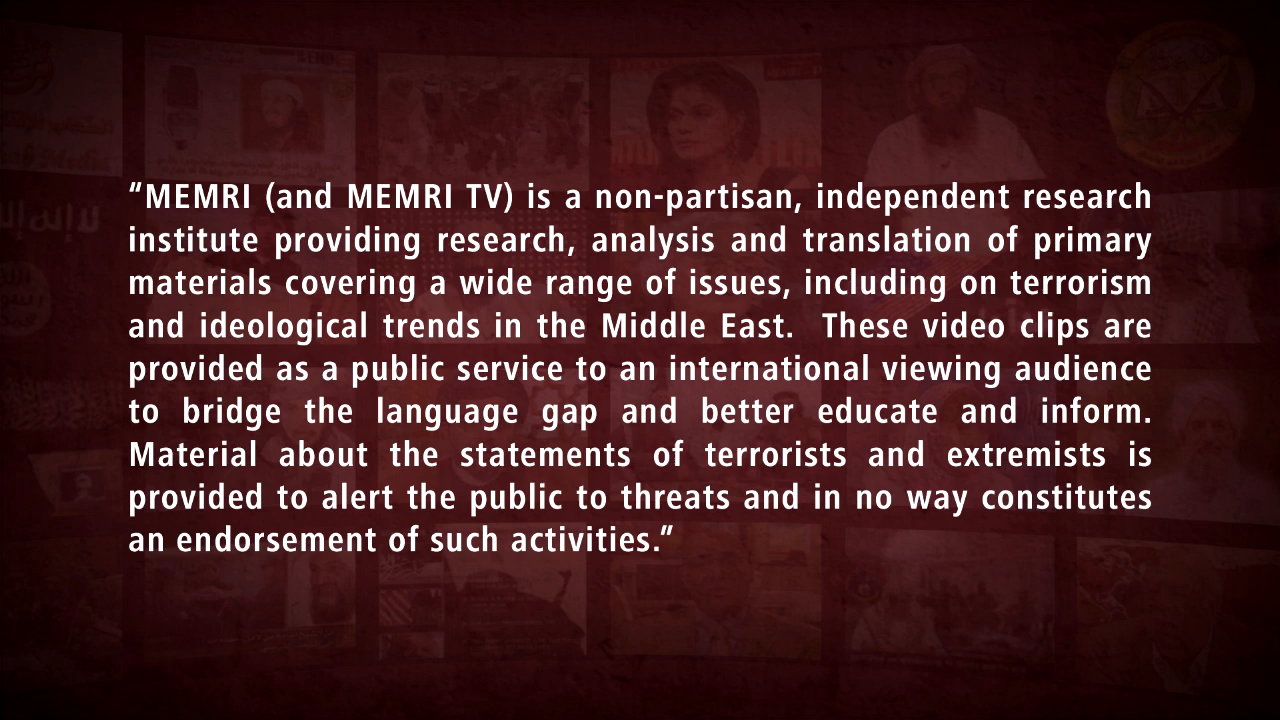 “MEMRI (and MEMRI TV) is a non-partisan, independent research
institute providing research, analysis and translation of primary
materials covering a wide range of issues, including on terrorism
and ideological trends in the Middle East.  These video clips are
provided as a public service to an international viewing audience
to bridge the language gap and better educate and inform.
Material about the statements of terrorists and extremists is
provided to alert the public to threats and in no way constitutes
an endorsement of such activities.”